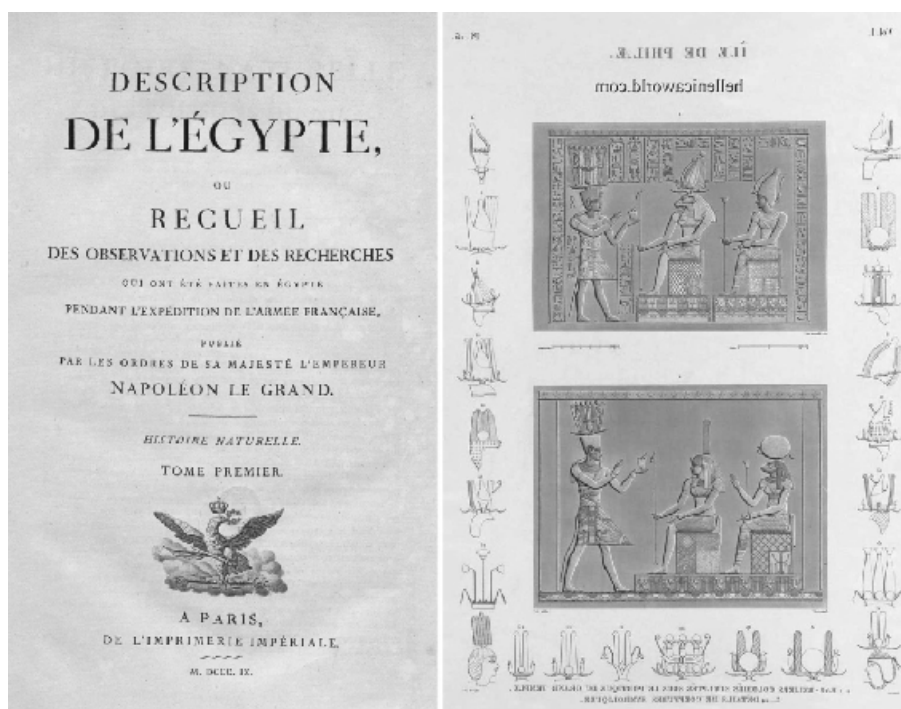 DESCRIPTION
DE L'ÉGYPTE,
OU
RECUEIL
DES OBSERVATIONS ET DES RECHERCHES
QUI ONT ÉTÉ FAITES EN ÉGYPTE
PENDANT L'EXPÉDITION DE L'ARMÉE FRANÇAISE,
PUBLIÉ
PAR LES ORDRES DE SA MAJESTÉ L'EMPEREUR
NAPOLÉON LE GRAND.
HISTOIRE NATURELLE.
TOME PREMIER.
A PARIS,
DE L'IMPRIMERIE IMPÉRIALE.
M. DCCC. IX.
Vol. I.
ÎLE DE PHILÆ.
hellenicaworld.com